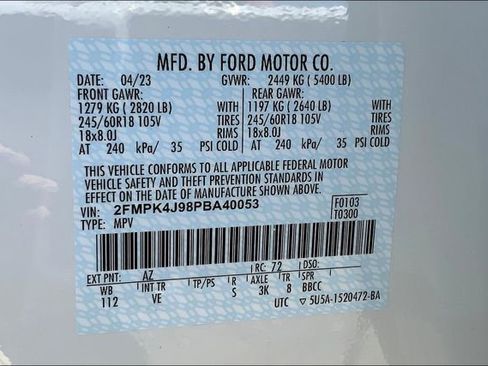 MFD. BY FORD MOTOR CO.
DATE: 04/23 GVWR: 2449 KG ( 5400 LB)
FRONT GAWR: REAR GAWR:
1279 KG ( 2820 LB) WITH 1197 KG ( 2640 LB) WITH
245/60R18 105V TIRES 245/60R18 105V TIRES
18x8.0J RIMS 18x8.0J RIMS
AT 240 kPa/ 35 PSI COLD AT 240 kPa/ 35 PSI COLD
THIS VEHICLE CONFORMS TO ALL APPLICABLE FEDERAL MOTOR
VEHICLE SAFETY AND THEFT PREVENTION STANDARDS IN
EFFECT ON THE DATE OF MANUFACTURE SHOWN ABOVE.
VIN: 2FMPK4J98PBA40053 F0103
TYPE: MPV T0300
EXT PNT: AZ RC: 72 DSO:
WB INT TR TP/PS R AXLE TR SPR
112 VE S 3K 8 BBCC
UTC ▽ 5U5A-1520472-BA